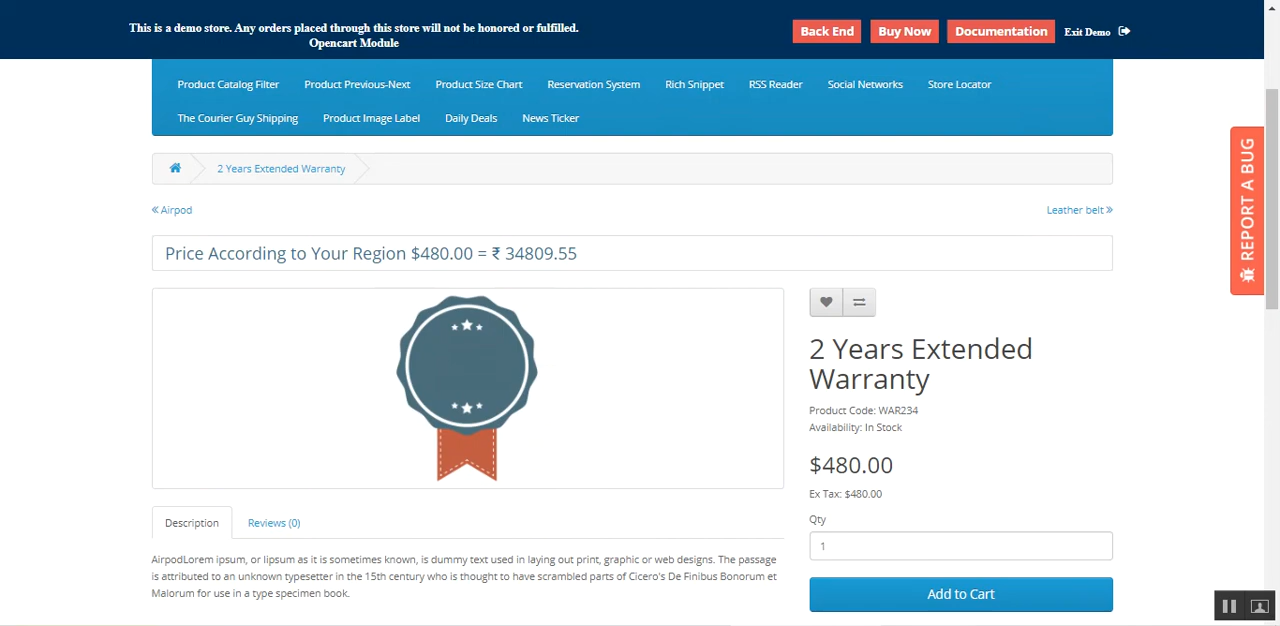 This is a demo store. Any orders placed through this store will not be honored or fulfilled.
Opencart Module
Back End
Buy Now
Documentation
Exit Demo
Product Catalog Filter
Product Previous-Next
Product Size Chart
Reservation System
Rich Snippet
RSS Reader
Social Networks
Store Locator
The Courier Guy Shipping
Product Image Label
Daily Deals
News Ticker
REPORT A BUG
2 Years Extended Warranty
« Airpod
Leather belt »
Price According to Your Region $480.00 = ₹ 34809.55
2 Years Extended
Warranty
Product Code: WAR234
Availability: In Stock
$480.00
Ex Tax: $480.00
Qty
1
Add to Cart
Description
Reviews (0)
AirpodLorem ipsum, or lipsum as it is sometimes known, is dummy text used in laying out print, graphic or web designs. The passage
is attributed to an unknown typesetter in the 15th century who is thought to have scrambled parts of Cicero's De Finibus Bonorum et
Malorum for use in a type specimen book.